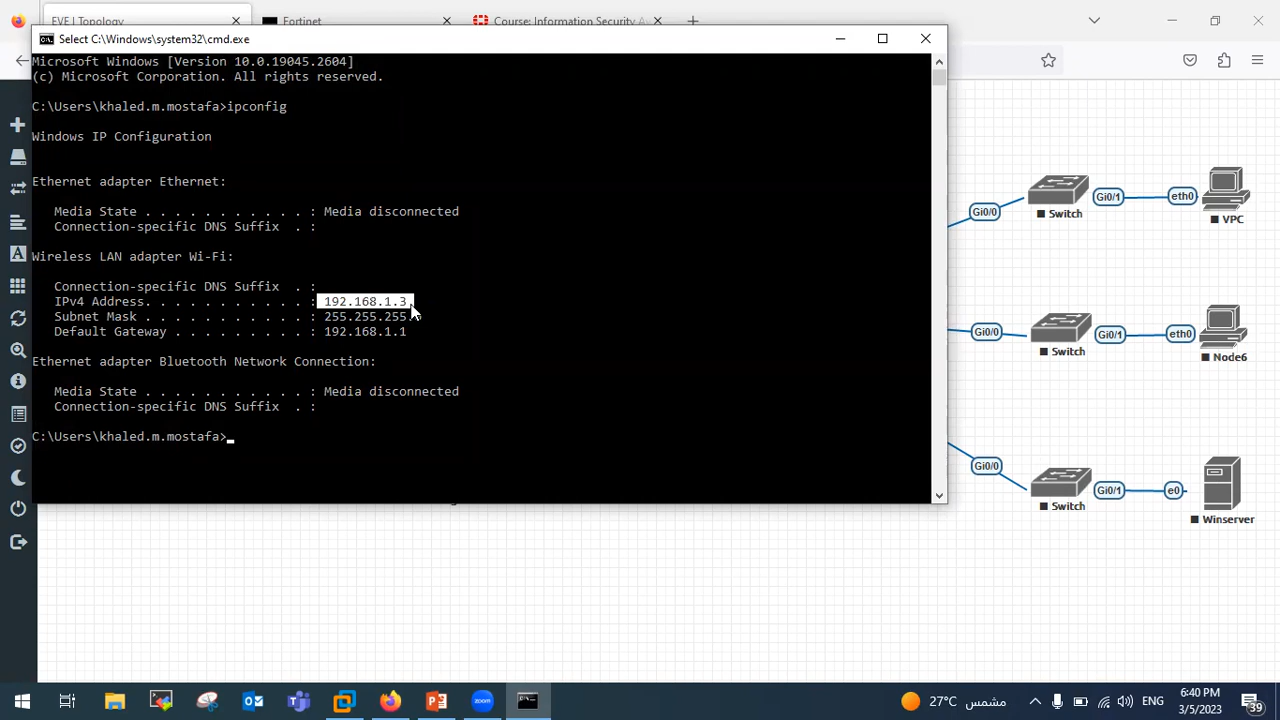 EVE | Topology
Fortinet
Course: Information Security A
Select C:\Windows\system32\cmd.exe
Microsoft Windows [Version 10.0.19045.2604]
(c) Microsoft Corporation. All rights reserved.
C:\Users\khaled.m.mostafa>ipconfig
Windows IP Configuration
Ethernet adapter Ethernet:
Media State . . . . . . . . . . . : Media disconnected
Connection-specific DNS Suffix  . :
Wireless LAN adapter Wi-Fi:
Connection-specific DNS Suffix  . :
IPv4 Address. . . . . . . . . . . : 192.168.1.3
Subnet Mask . . . . . . . . . . . : 255.255.255.
Default Gateway . . . . . . . . . : 192.168.1.1
Ethernet adapter Bluetooth Network Connection:
Media State . . . . . . . . . . . : Media disconnected
Connection-specific DNS Suffix  . :
C:\Users\khaled.m.mostafa>
Gi0/0
Switch
Gi0/1
eth0
VPC
Gi0/0
Switch
Gi0/1
eth0
Node6
Gi0/0
Switch
Gi0/1
e0
Winserver
27°C مشمس
ENG
6:40 PM
3/5/2023
39